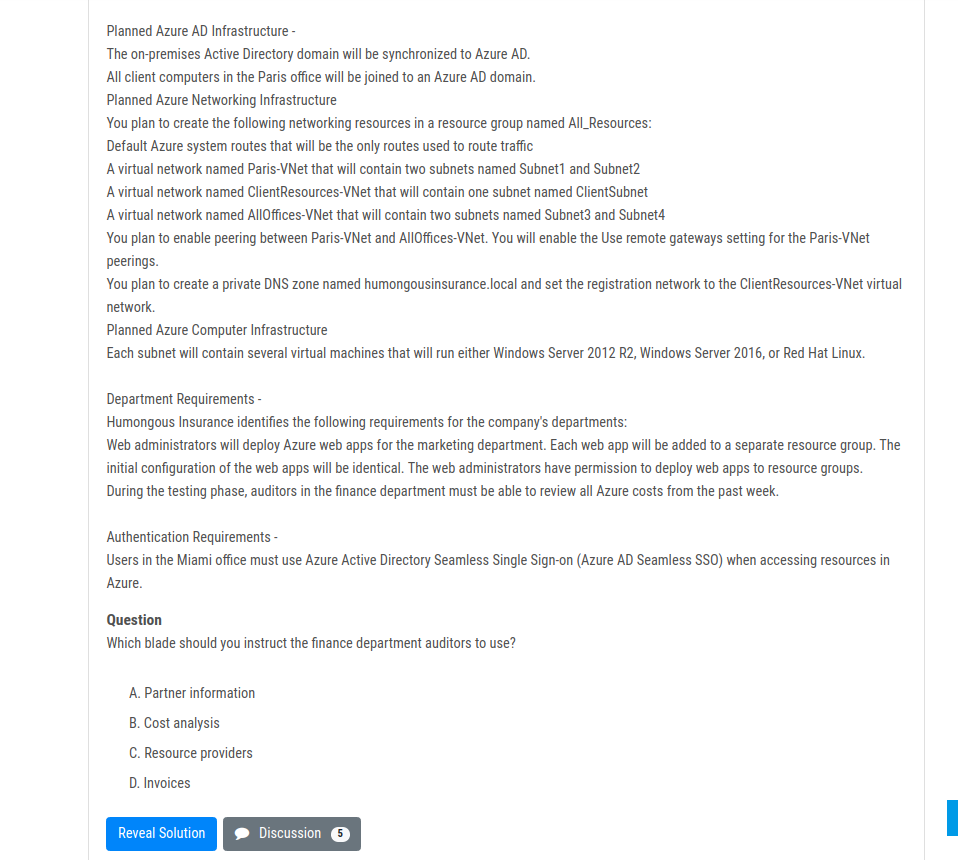 Planned Azure AD Infrastructure -
The on-premises Active Directory domain will be synchronized to Azure AD.
All client computers in the Paris office will be joined to an Azure AD domain.
Planned Azure Networking Infrastructure
You plan to create the following networking resources in a resource group named All_Resources:
Default Azure system routes that will be the only routes used to route traffic
A virtual network named Paris-VNet that will contain two subnets named Subnet1 and Subnet2
A virtual network named ClientResources-VNet that will contain one subnet named ClientSubnet
A virtual network named AllOffices-VNet that will contain two subnets named Subnet3 and Subnet4
You plan to enable peering between Paris-VNet and AllOffices-VNet. You will enable the Use remote gateways setting for the Paris-VNet
peerings.
You plan to create a private DNS zone named humongousinsurance.local and set the registration network to the ClientResources-VNet virtual
network.
Planned Azure Computer Infrastructure
Each subnet will contain several virtual machines that will run either Windows Server 2012 R2, Windows Server 2016, or Red Hat Linux.
Department Requirements -
Humongous Insurance identifies the following requirements for the company's departments:
Web administrators will deploy Azure web apps for the marketing department. Each web app will be added to a separate resource group. The
initial configuration of the web apps will be identical. The web administrators have permission to deploy web apps to resource groups.
During the testing phase, auditors in the finance department must be able to review all Azure costs from the past week.
Authentication Requirements -
Users in the Miami office must use Azure Active Directory Seamless Single Sign-on (Azure AD Seamless SSO) when accessing resources in
Azure.
Question
Which blade should you instruct the finance department auditors to use?
A. Partner information
B. Cost analysis
C. Resource providers
D. Invoices
Reveal Solution
Discussion 5